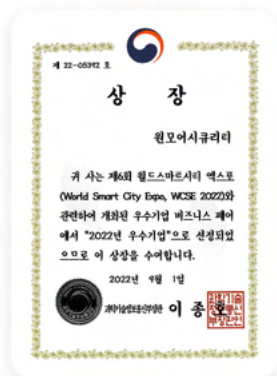 제 22-05392 호
상 장
원모어시큐리티
귀 사는 제6회 월드스마트시티 엑스포
(World Smart City Expo, WCSE 2022)와
관련하여 개최된 우수기업 비즈니스 페어
에서 "2022년 우수기업"으로 선정되었
으므로 이 상장을 수여합니다.
2022년 9월 1일
과학기술정보통신부장관 이 종 호